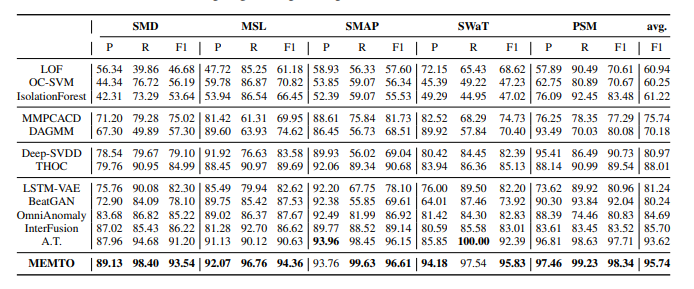 SMD MSL SMAP SWaT PSM avg.
P R F1 P R F1 P R F1 P R F1 P R F1 F1
LOF 56.34 39.86 46.68 47.72 85.25 61.18 58.93 56.33 57.60 72.15 65.43 68.62 57.89 90.49 70.61 60.94
OC-SVM 44.34 76.72 56.19 59.78 86.87 70.82 53.85 59.07 56.34 45.39 49.22 47.23 62.75 80.89 70.67 60.25
IsolationForest 42.31 73.29 53.64 53.94 86.54 66.45 52.39 59.07 55.53 49.29 44.95 47.02 76.09 92.45 83.48 61.22
MMPCACD 71.20 79.28 75.02 81.42 61.31 69.95 88.61 75.84 81.73 82.52 68.29 74.73 76.25 78.35 77.29 75.74
DAGMM 67.30 49.89 57.30 89.60 63.93 74.62 86.45 56.73 68.51 89.92 57.84 70.40 93.49 70.03 80.08 70.18
Deep-SVDD 78.54 79.67 79.10 91.92 76.63 83.58 89.93 56.02 69.04 80.42 84.45 82.39 95.41 86.49 90.73 80.97
THOC 79.76 90.95 84.99 88.45 90.97 89.69 92.06 89.34 90.68 83.94 86.36 85.13 88.14 90.99 89.54 88.01
LSTM-VAE 75.76 90.08 82.30 85.49 79.94 82.62 92.20 67.75 78.10 76.00 89.50 82.20 73.62 89.92 80.96 81.24
BeatGAN 72.90 84.09 78.10 89.75 85.42 87.53 92.38 55.85 69.61 64.01 87.46 73.92 90.30 93.84 92.04 80.24
OmniAnomaly 83.68 86.82 85.22 89.02 86.37 87.67 92.49 81.99 86.92 81.42 84.30 82.83 88.39 74.46 80.83 84.69
InterFusion 87.02 85.43 86.22 81.28 92.70 86.62 89.77 88.52 89.14 80.59 85.58 83.01 83.61 83.45 83.52 85.70
A.T. 87.96 94.68 91.20 91.13 90.12 90.63 93.96 98.45 96.15 85.85 100.00 92.39 96.81 98.63 97.71 93.62
MEMTO 89.13 98.40 93.54 92.07 96.76 94.36 93.76 99.63 96.61 94.18 97.54 95.83 97.46 99.23 98.34 95.74